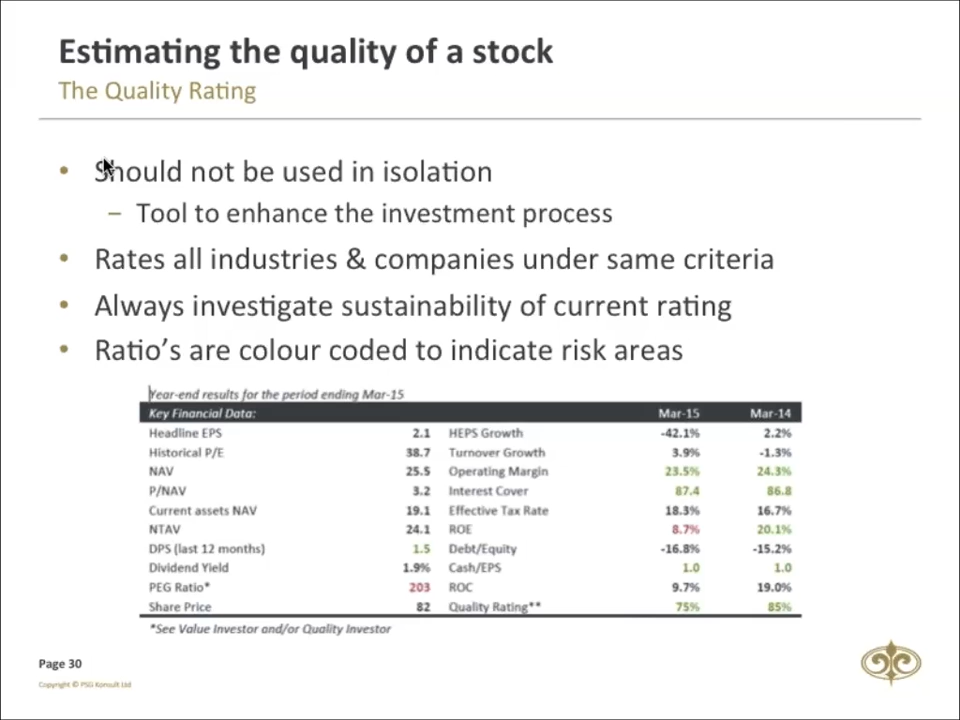 Estimating the quality of a stock
The Quality Rating
• Should not be used in isolation
– Tool to enhance the investment process
• Rates all industries & companies under same criteria
• Always investigate sustainability of current rating
• Ratio's are colour coded to indicate risk areas
Year-end results for the period ending Mar-15
Key Financial Data: Mar-15 Mar-14
Headline EPS 2.1 HEPS Growth -42.1% 2.2%
Historical P/E 38.7 Turnover Growth 3.9% -1.3%
NAV 25.5 Operating Margin 23.5% 24.3%
P/NAV 3.2 Interest Cover 87.4 86.8
Current assets NAV 19.1 Effective Tax Rate 18.3% 16.7%
NTAV 24.1 ROE 8.7% 20.1%
DPS (last 12 months) 1.5 Debt/Equity -16.8% -15.2%
Dividend Yield 1.9% Cash/EPS 1.0 1.0
PEG Ratio* 203 ROC 9.7% 19.0%
Share Price 82 Quality Rating** 75% 85%
*See Value Investor and/or Quality Investor
Page 30
Copyright © PSG Konsult Ltd